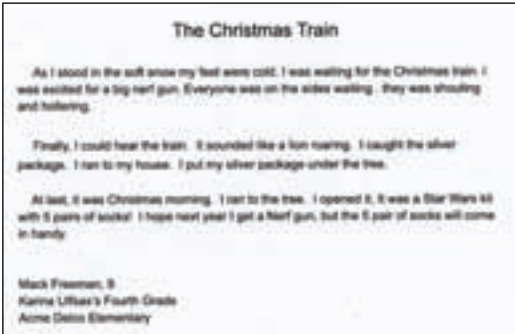 The Christmas Train
As I stood in the soft snow my feet were cold. I was waiting for the Christmas train. I
was excited for a big nerf gun. Everyone was on the sides waiting . they was shouting
and hollering.
Finally, I could hear the train. It sounded like a lion roaring. I caught the silver
package. I ran to my house. I put my silver package under the tree.
At last, it was Christmas morning. I ran to the tree. I opened it. It was a Star Wars kit
with 6 pairs of socks! I hope next year I get a Nerf gun, but the 6 pair of socks will come
in handy.
Mack Freeman, 9
Karina Fourth Grade
Acme Delco Elementary